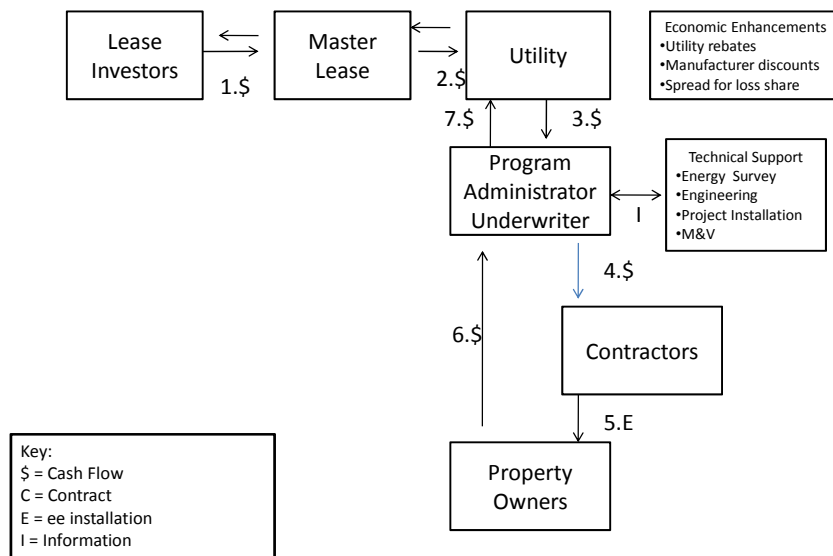 Lease
Investors
1.$
Master
Lease
2.$
Utility
Economic Enhancements
•Utility rebates
•Manufacturer discounts
•Spread for loss share
7.$
3.$
Program
Administrator
Underwriter
I
Technical Support
•Energy Survey
•Engineering
•Project Installation
•M&V
4.$
6.$
Contractors
5.E
Property
Owners
Key:
$ = Cash Flow
C = Contract
E = ee installation
I = Information